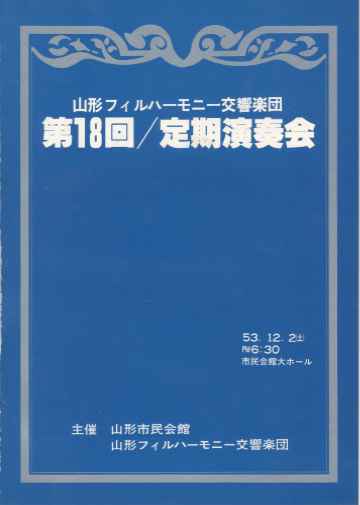 山形フィルハーモニー交響楽団
第18回/定期演奏会
53. 12. 2(土)
PM6:30
市民会館大ホール
主催 山形市民会館
山形フィルハーモニー交響楽団